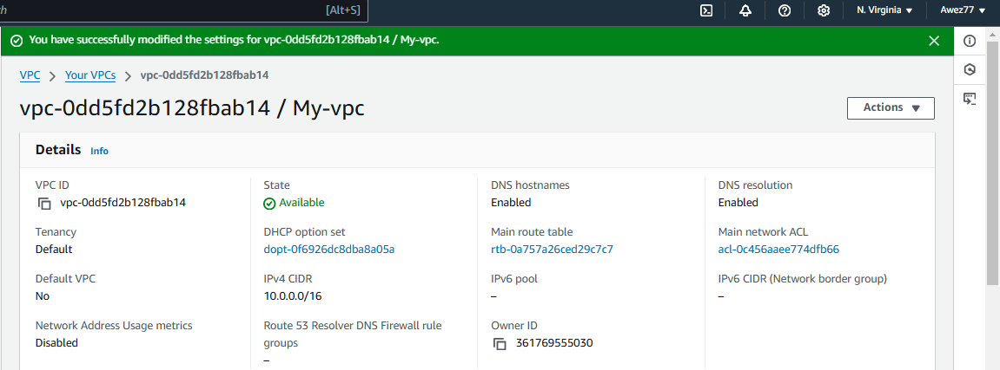 [Alt+S]
N. Virginia
Awez77
You have successfully modified the settings for vpc-0dd5fd2b128fbab14 / My-vpc.
VPC > Your VPCs > vpc-0dd5fd2b128fbab14
vpc-0dd5fd2b128fbab14 / My-vpc
Actions
Details Info
VPC ID
vpc-0dd5fd2b128fbab14
State
Available
DNS hostnames
Enabled
DNS resolution
Enabled
Tenancy
Default
DHCP option set
dopt-0f6926dc8dba8a05a
Main route table
rtb-0a757a26ced29c7c7
Main network ACL
acl-0c456aaee774dfb66
Default VPC
No
IPv4 CIDR
10.0.0.0/16
IPv6 pool
–
IPv6 CIDR (Network border group)
–
Network Address Usage metrics
Disabled
Route 53 Resolver DNS Firewall rule
groups
–
Owner ID
361769555030